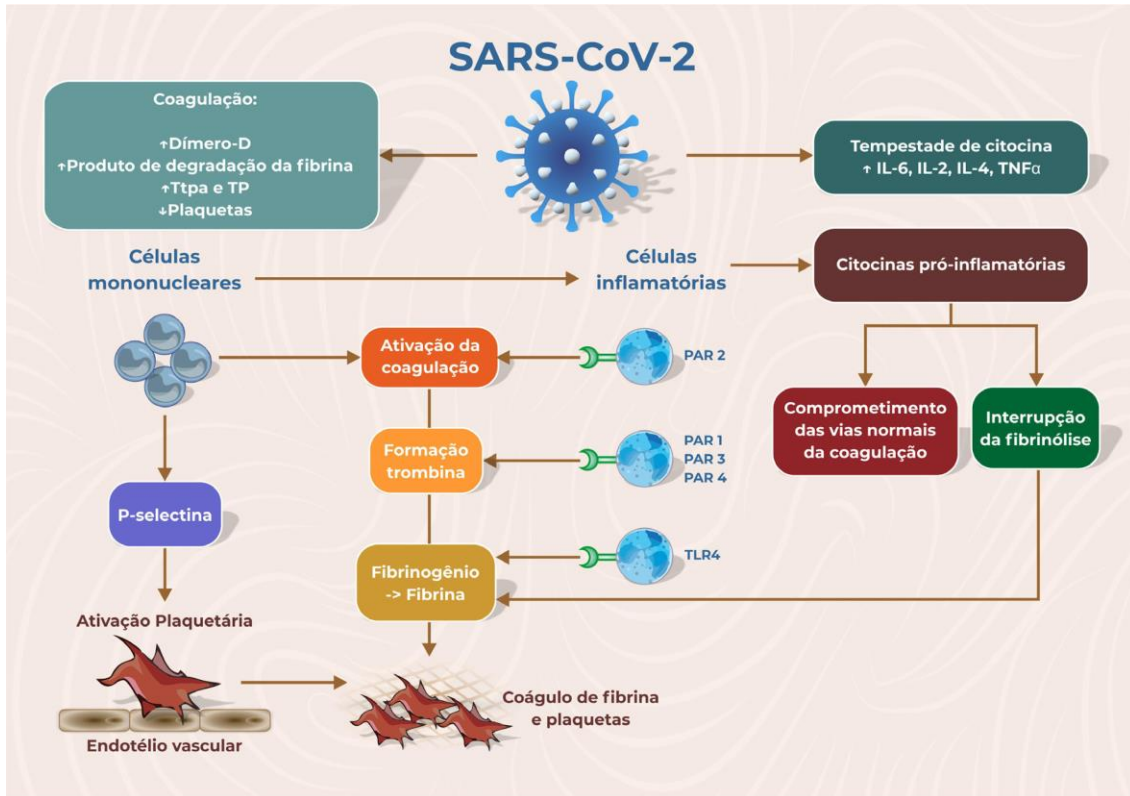 SARS-CoV-2
Coagulação:
↑Dímero-D
↑Produto de degradação da fibrina
↑Ttpa e TP
↓Plaquetas
Tempestade de citocina
↑ IL-6, IL-2, IL-4, TNFα
Células
mononucleares
Células
inflamatórias
Citocinas pró-inflamatórias
Ativação da
coagulação
PAR 2
Comprometimento
das vias normais
da coagulação
Interrupção
da fibrinólise
Formação
trombina
PAR 1
PAR 3
PAR 4
P-selectina
Fibrinogênio
-> Fibrina
TLR4
Ativação Plaquetária
Coágulo de fibrina
e plaquetas
Endotélio vascular